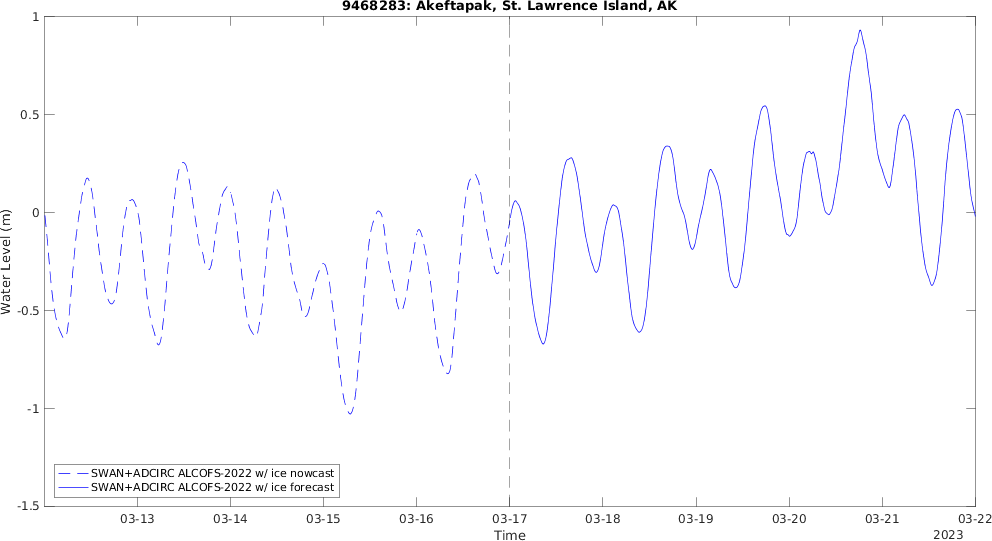 9468283: Akeftapak, St. Lawrence Island, AK
1
0.5
0
-0.5
-1
-1.5
Water Level (m)
SWAN+ADCIRC ALCOFS-2022 w/ ice nowcast
SWAN+ADCIRC ALCOFS-2022 w/ ice forecast
03-13 03-14 03-15 03-16 03-17 03-18 03-19 03-20 03-21 03-22
Time
2023